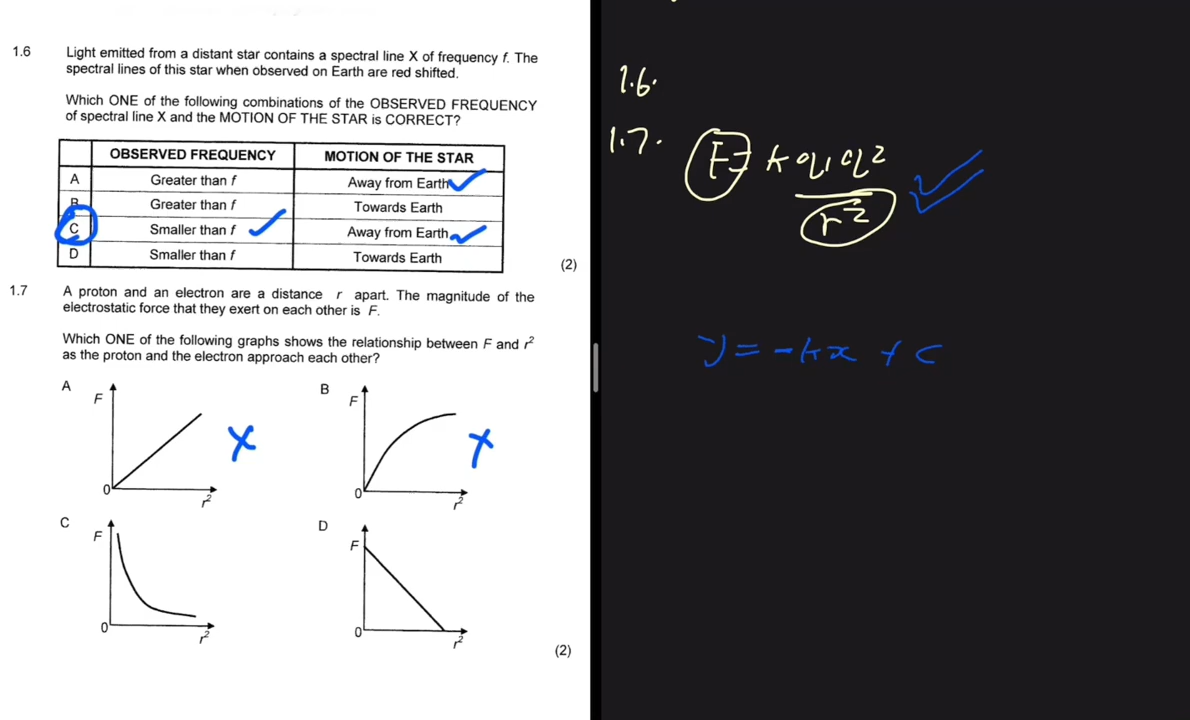 1.6 Light emitted from a distant star contains a spectral line X of frequency f. The
spectral lines of this star when observed on Earth are red shifted.
Which ONE of the following combinations of the OBSERVED FREQUENCY
of spectral line X and the MOTION OF THE STAR is CORRECT?
OBSERVED FREQUENCY MOTION OF THE STAR
A Greater than f Away from Earth
B Greater than f Towards Earth
C Smaller than f Away from Earth
D Smaller than f Towards Earth
(2)
1.7 A proton and an electron are a distance r apart. The magnitude of the
electrostatic force that they exert on each other is F.
Which ONE of the following graphs shows the relationship between F and r²
as the proton and the electron approach each other?
A B
F F
0 r² 0 r²
C D
F F
0 r² 0 r²
(2)
1.6.
1.7. F = k q1 q2
r²
y = -kx + c